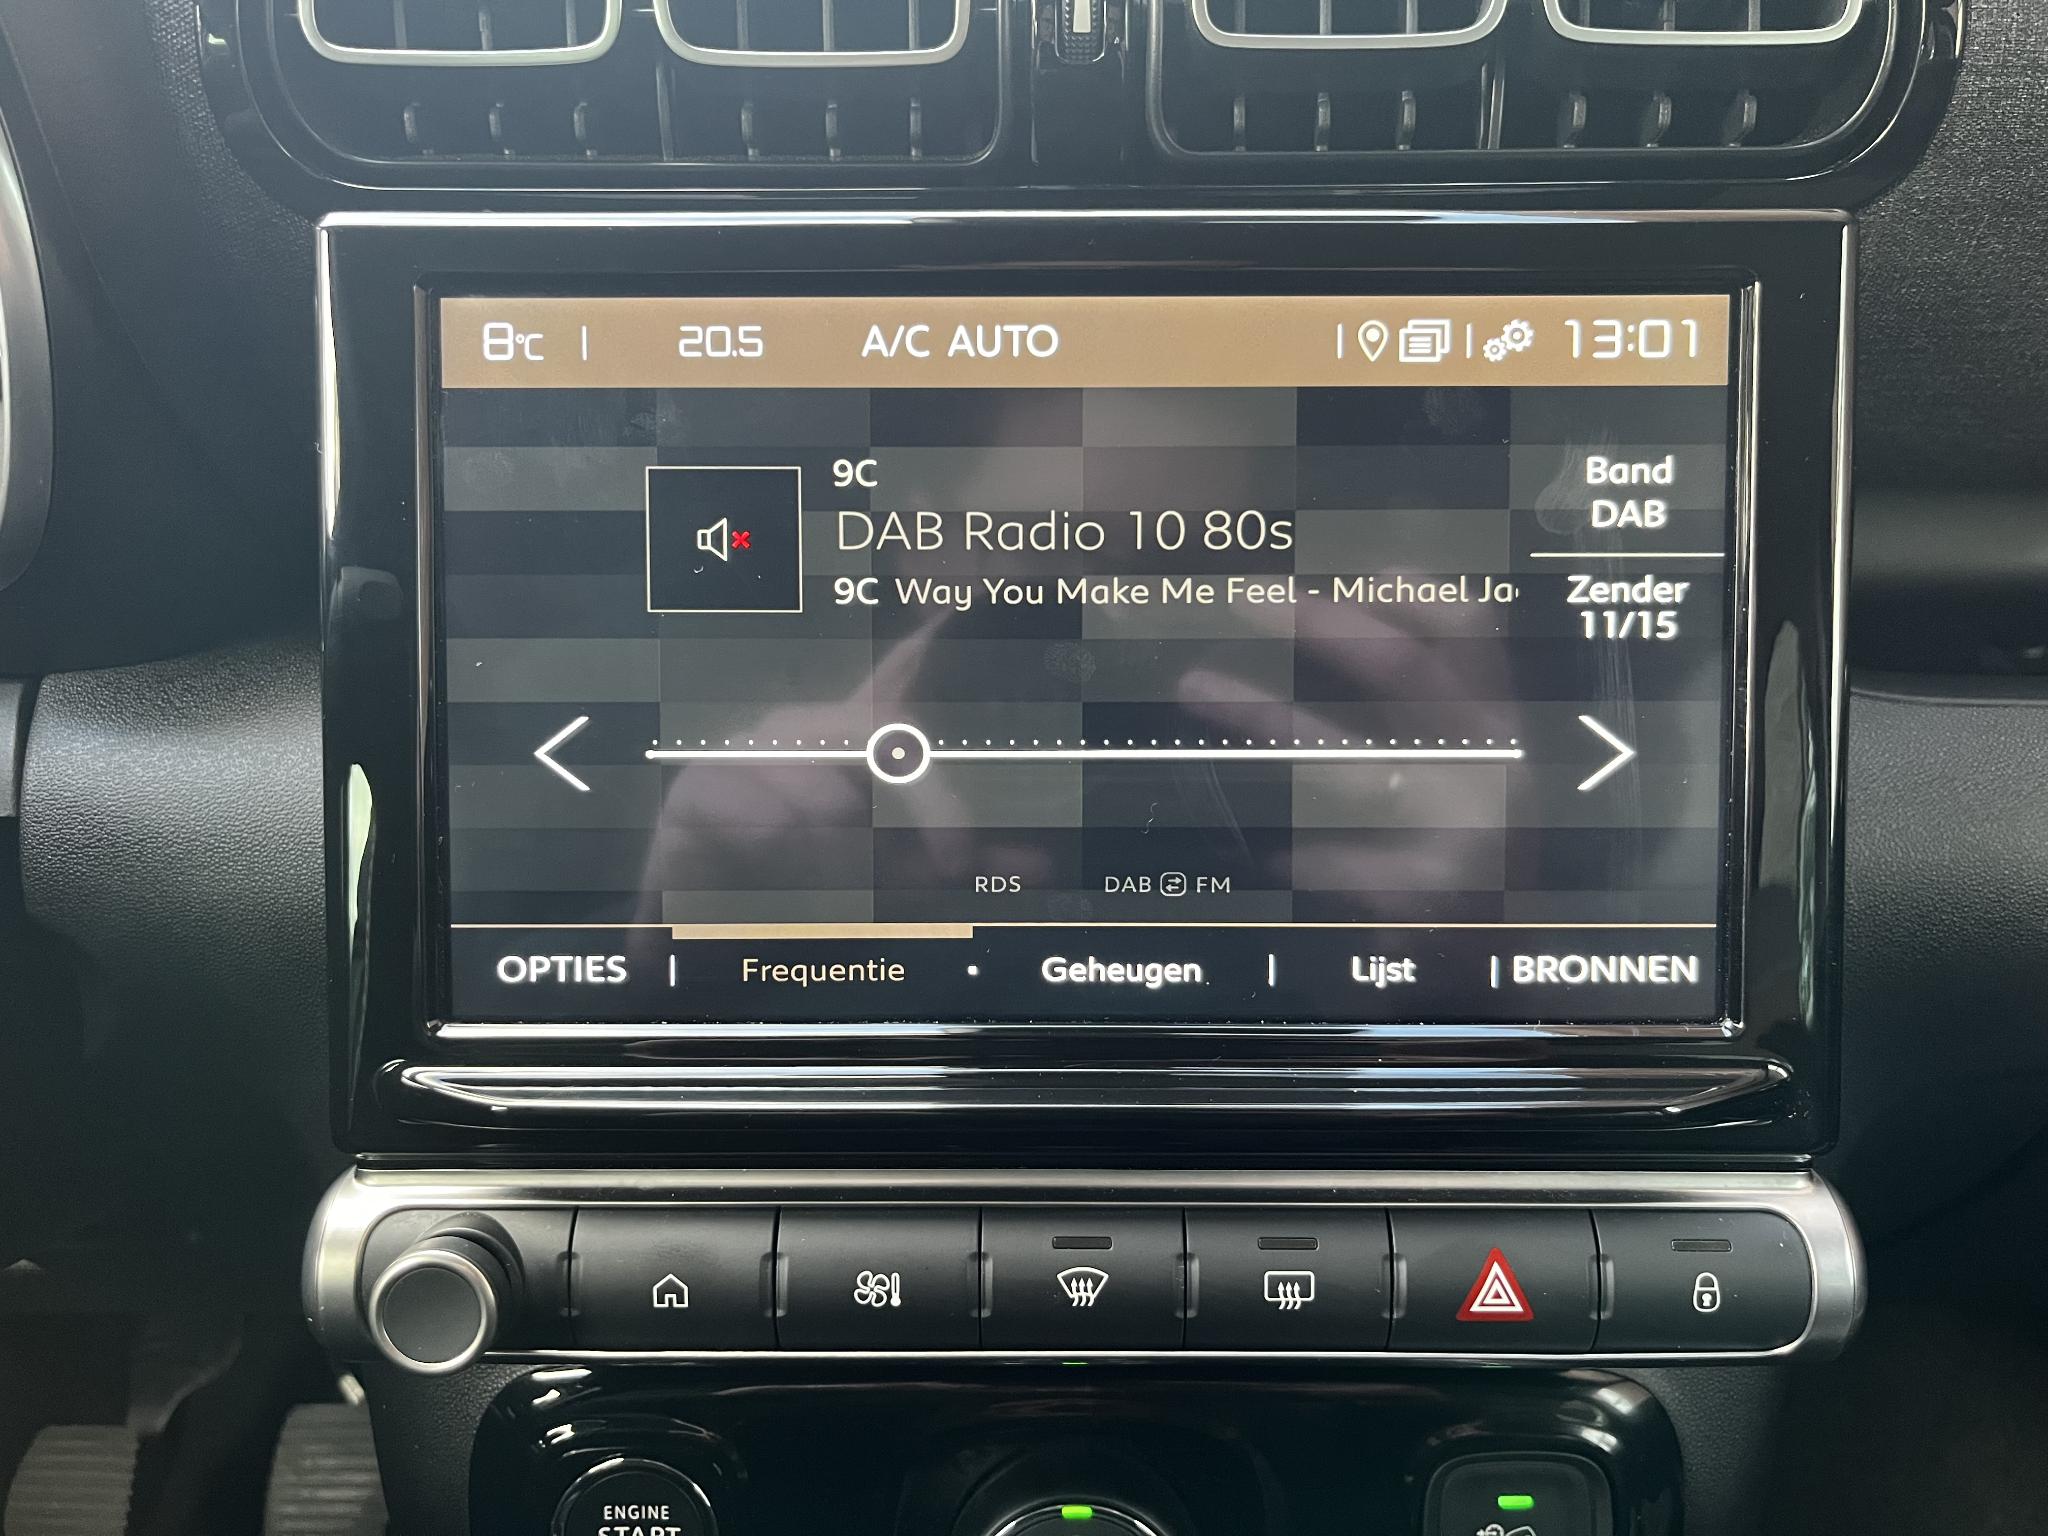 8°C | 20.5 A/C AUTO 13:01
9C
DAB Radio 10 80s
9C Way You Make Me Feel - Michael Ja
Band
DAB
Zender
11/15
RDS DAB FM
OPTIES | Frequentie • Geheugen | Lijst | BRONNEN
ENGINE
START